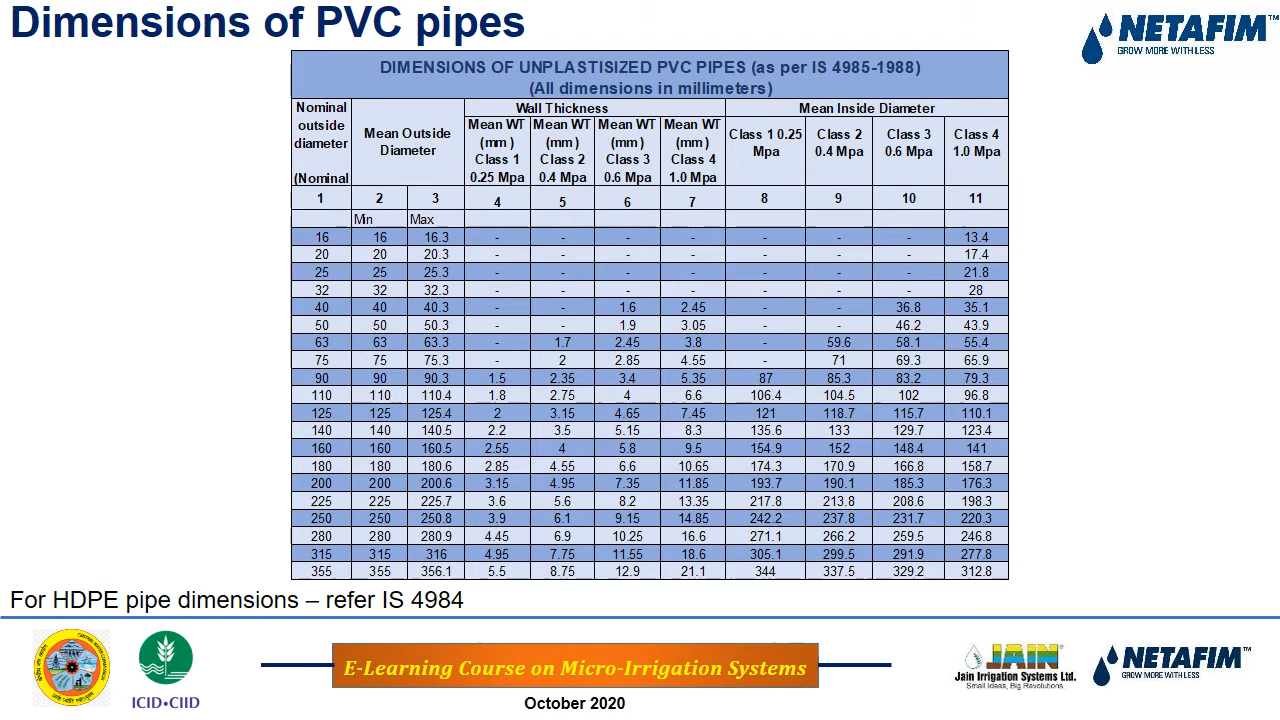 Dimensions of PVC pipes
NETAFIM™
GROW MORE WITH LESS
DIMENSIONS OF UNPLASTISIZED PVC PIPES (as per IS 4985-1988)
(All dimensions in millimeters)
Nominal outside diameter (Nominal
Mean Outside Diameter
Wall Thickness
Mean Inside Diameter
Mean WT (mm ) Class 1 0.25 Mpa
Mean WT (mm ) Class 2 0.4 Mpa
Mean WT (mm ) Class 3 0.6 Mpa
Mean WT (mm ) Class 4 1.0 Mpa
Class 1 0.25 Mpa
Class 2 0.4 Mpa
Class 3 0.6 Mpa
Class 4 1.0 Mpa
1 2 3 4 5 6 7 8 9 10 11
Min Max
16 16 16.3 - - - - - - - 13.4
20 20 20.3 - - - - - - - 17.4
25 25 25.3 - - - - - - - 21.8
32 32 32.3 - - - - - - - 28
40 40 40.3 - - 1.6 2.45 - - 36.8 35.1
50 50 50.3 - - 1.9 3.05 - - 46.2 43.9
63 63 63.3 - 1.7 2.45 3.8 - 59.6 58.1 55.4
75 75 75.3 - 2 2.85 4.55 - 71 69.3 65.9
90 90 90.3 1.5 2.35 3.4 5.35 87 85.3 83.2 79.3
110 110 110.4 1.8 2.75 4 6.6 106.4 104.5 102 96.8
125 125 125.4 2 3.15 4.65 7.45 121 118.7 115.7 110.1
140 140 140.5 2.2 3.5 5.15 8.3 135.6 133 129.7 123.4
160 160 160.5 2.55 4 5.8 9.5 154.9 152 148.4 141
180 180 180.6 2.85 4.55 6.6 10.65 174.3 170.9 166.8 158.7
200 200 200.6 3.15 4.95 7.35 11.85 193.7 190.1 185.3 176.3
225 225 225.7 3.6 5.6 8.2 13.35 217.8 213.8 208.6 198.3
250 250 250.8 3.9 6.1 9.15 14.85 242.2 237.8 231.7 220.3
280 280 280.9 4.45 6.9 10.25 16.6 271.1 266.2 259.5 246.8
315 315 316 4.95 7.75 11.55 18.6 305.1 299.5 291.9 277.8
355 355 356.1 5.5 8.75 12.9 21.1 344 337.5 329.2 312.8
For HDPE pipe dimensions – refer IS 4984
ICID•CIID
E-Learning Course on Micro-Irrigation Systems
October 2020
JAIN®
Jain Irrigation Systems Ltd.
Small Ideas, Big Revolutions.
NETAFIM™
GROW MORE WITH LESS